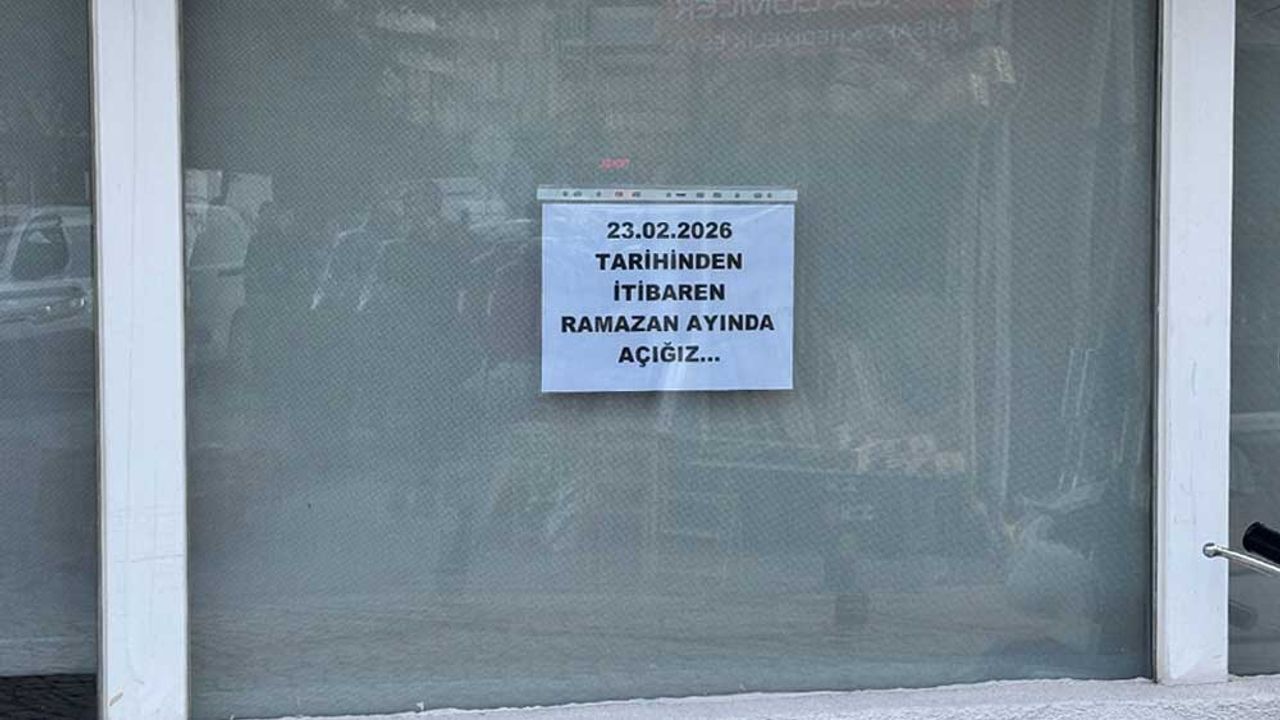 23.02.2026
TARİHİNDEN
İTİBAREN
RAMAZAN AYINDA
AÇIĞIZ...